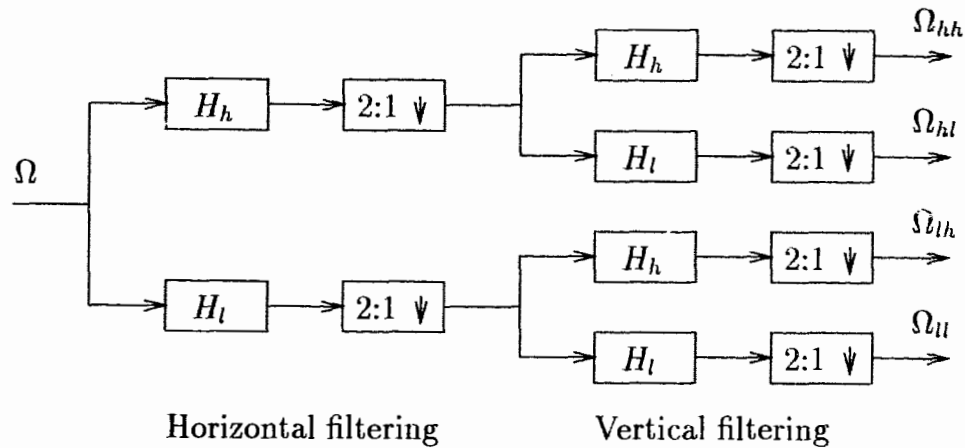 Ω_hh
H_h 2:1 ↓
H_h 2:1 ↓
Ω_hl
H_l 2:1 ↓
Ω
Ω_lh
H_h 2:1 ↓
H_l 2:1 ↓
Ω_ll
H_l 2:1 ↓
Horizontal filtering Vertical filtering